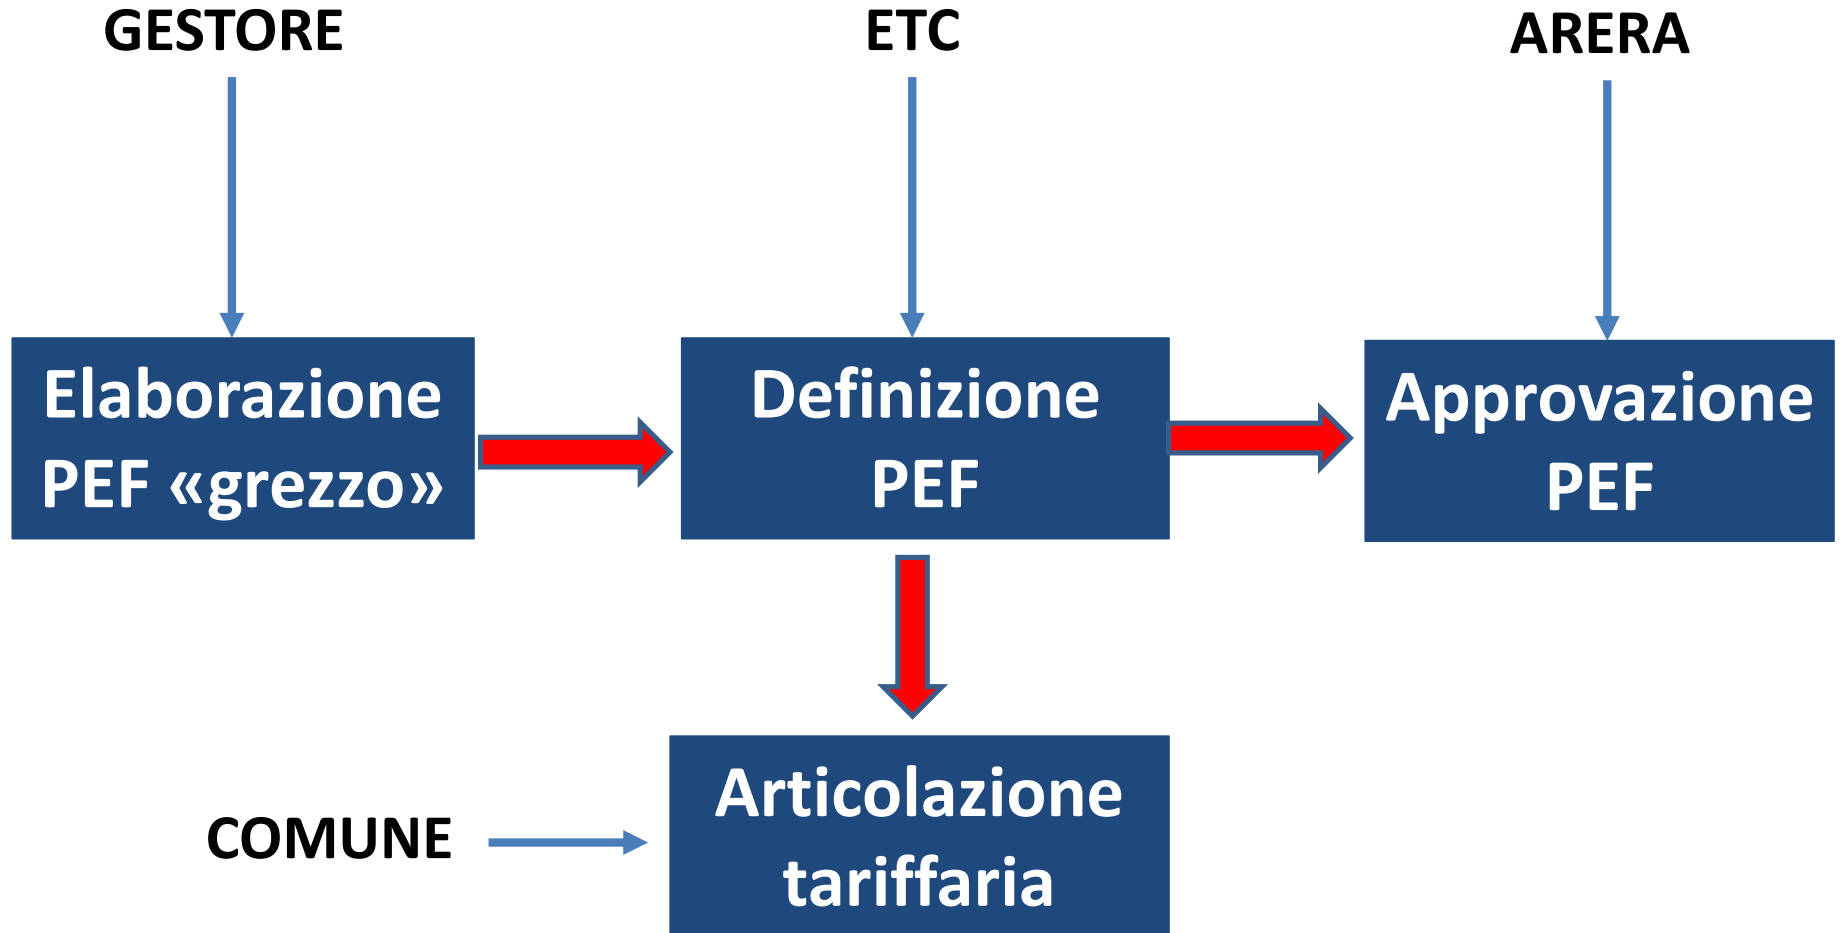 GESTORE
ETC
ARERA
Elaborazione
PEF «grezzo»
Definizione
PEF
Approvazione
PEF
COMUNE
Articolazione
tariffaria